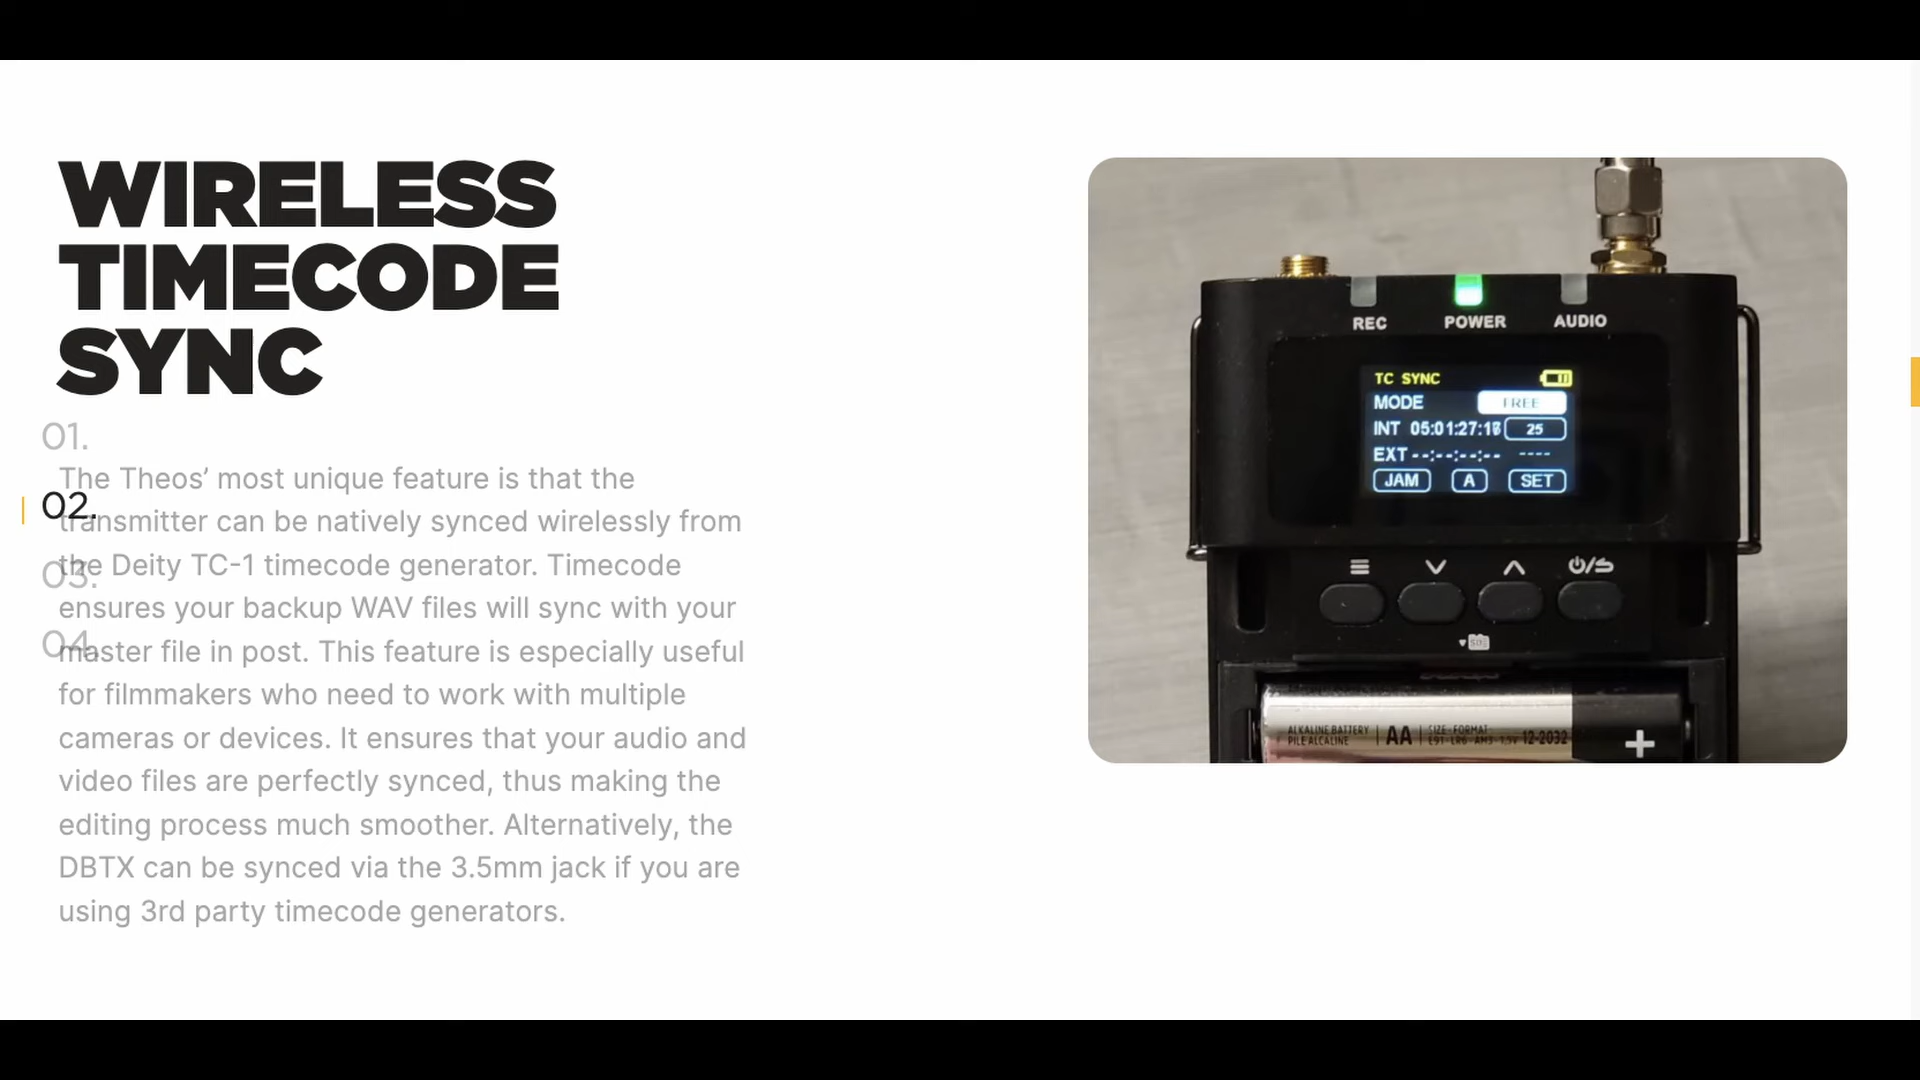 WIRELESS
TIMECODE
SYNC
01.
02.
03.
04.
The Theos’ most unique feature is that the
transmitter can be natively synced wirelessly from
the Deity TC-1 timecode generator. Timecode
ensures your backup WAV files will sync with your
master file in post. This feature is especially useful
for filmmakers who need to work with multiple
cameras or devices. It ensures that your audio and
video files are perfectly synced, thus making the
editing process much smoother. Alternatively, the
DBTX can be synced via the 3.5mm jack if you are
using 3rd party timecode generators.
REC POWER AUDIO
TC SYNC
MODE FREE
INT 05:01:27: 25
EXT --:--:--:-- ----
JAM A SET
ALKALINE BATTERY
PILE ALCALINE
AA
SIZE - FORMAT
E91 - LR6 - AM3 - 1.5V 12-2032
+